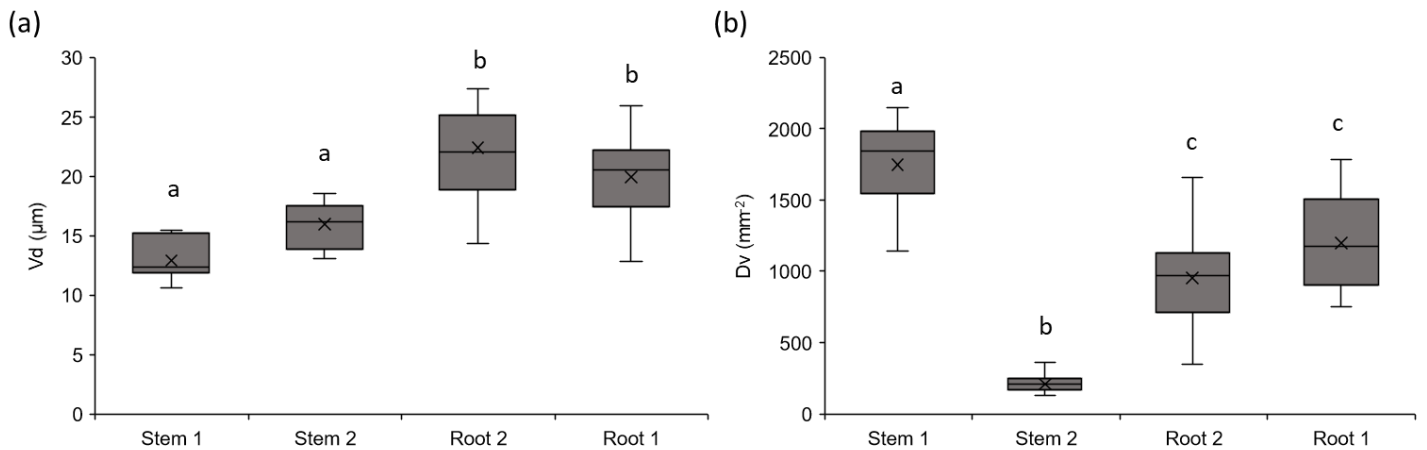 (a)
30
25
20
15
10
5
0
Vd (µm)
a
a
b
b
Stem 1 Stem 2 Root 2 Root 1
(b)
2500
2000
1500
1000
500
0
Dv (mm⁻²)
a
b
c
c
Stem 1 Stem 2 Root 2 Root 1